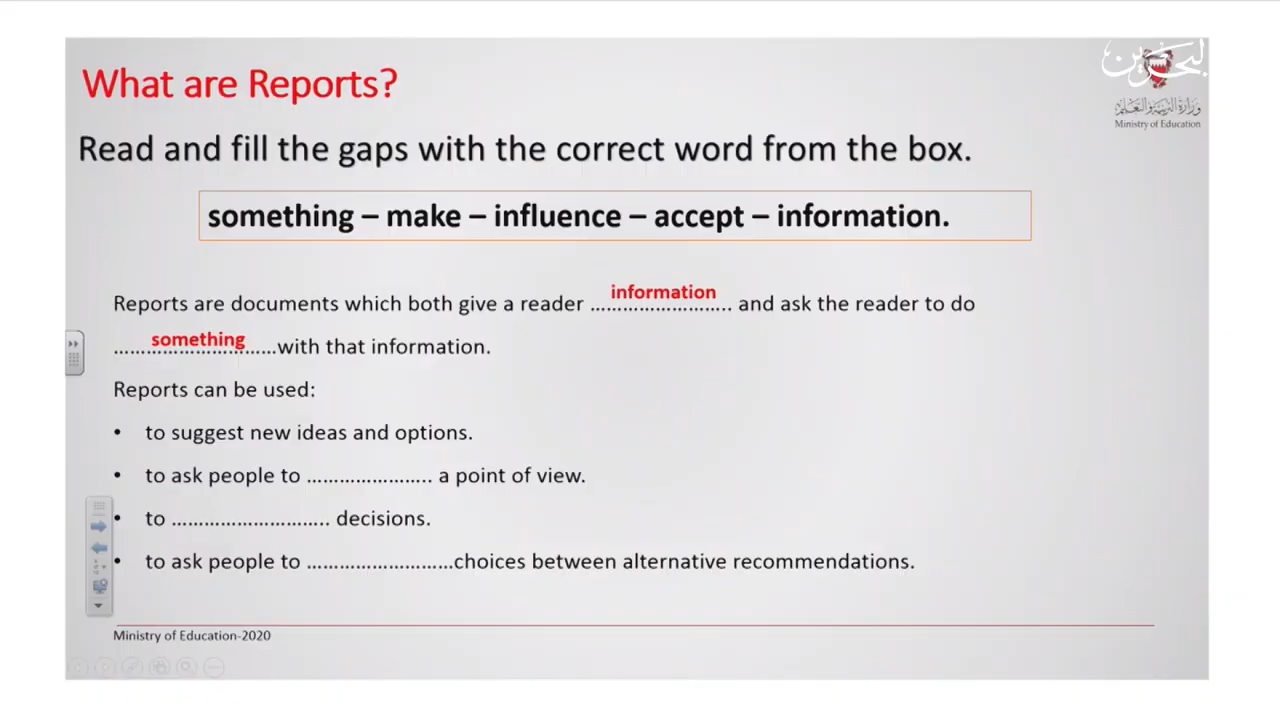 البحرين
What are Reports?
وزارة التربية والتعليم
Ministry of Education
Read and fill the gaps with the correct word from the box.
something – make – influence – accept – information.
information
Reports are documents which both give a reader …………………….. and ask the reader to do
something
…………………………with that information.
Reports can be used:
• to suggest new ideas and options.
• to ask people to ………………….. a point of view.
• to ……………………….. decisions.
• to ask people to ………………………choices between alternative recommendations.
Ministry of Education-2020